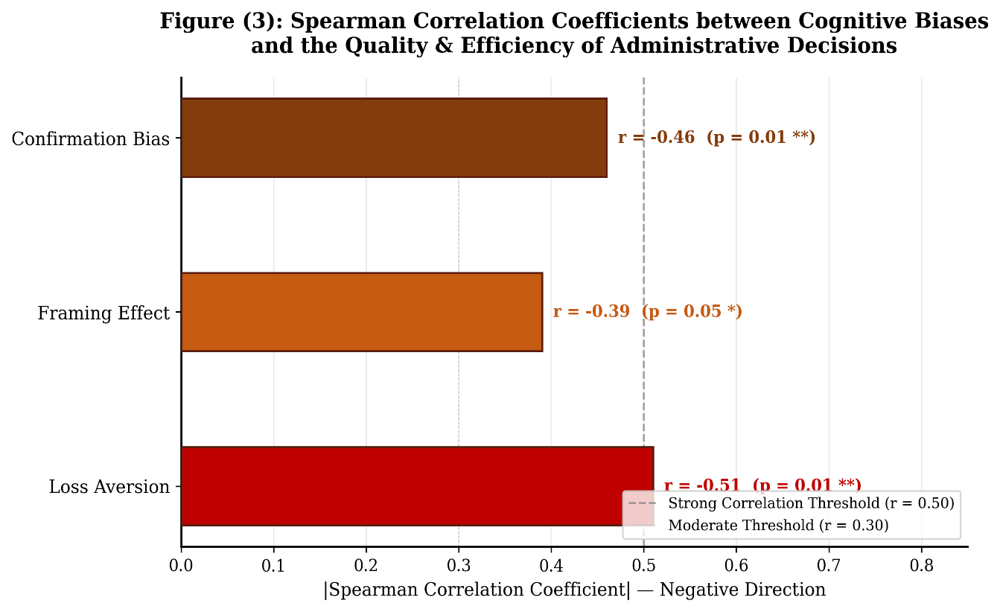 Figure (3): Spearman Correlation Coefficients between Cognitive Biases
and the Quality & Efficiency of Administrative Decisions
Confirmation Bias
r = -0.46  (p = 0.01 **)
Framing Effect
r = -0.39  (p = 0.05 *)
Loss Aversion
r = -0.51  (p = 0.01 **)
Strong Correlation Threshold (r = 0.50)
Moderate Threshold (r = 0.30)
0.0 0.1 0.2 0.3 0.4 0.5 0.6 0.7 0.8
|Spearman Correlation Coefficient| — Negative Direction